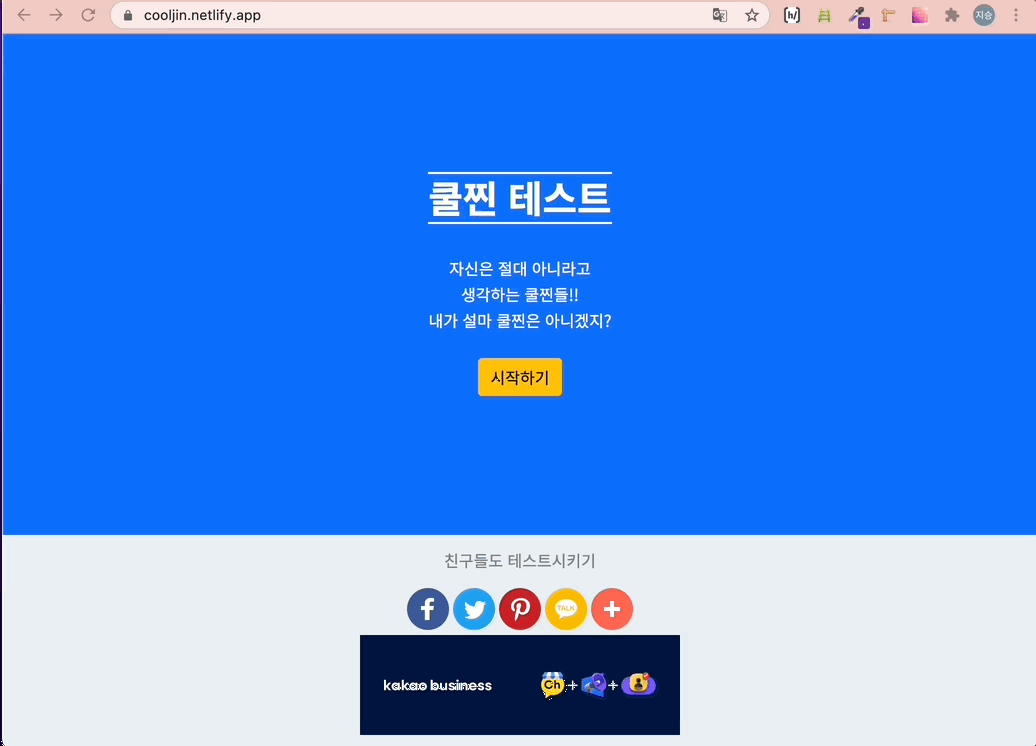 cooljin.netlify.app
지승
쿨찐 테스트
자신은 절대 아니라고
생각하는 쿨찐들!!
내가 설마 쿨찐은 아니겠지?
시작하기
친구들도 테스트시키기
TALK
kakao business
Ch